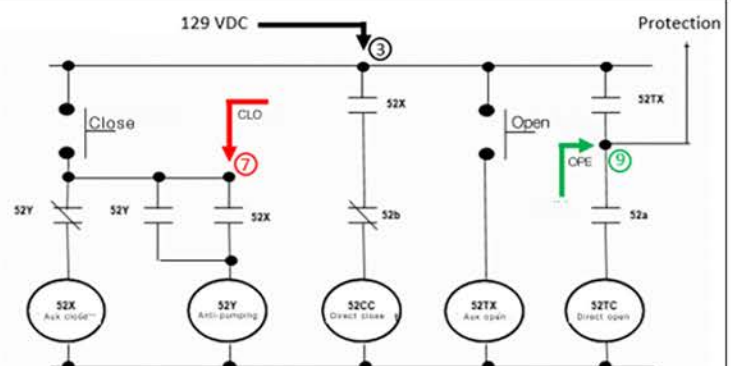 129 VDC
Protection
3
52X
52TX
Close
CLO
Open
7
OPE
9
52Y
52Y
52X
52b
52a
52X
Aux close
52Y
Anti-pumping
52CC
Direct close
52TX
Aux open
52TC
Direct open